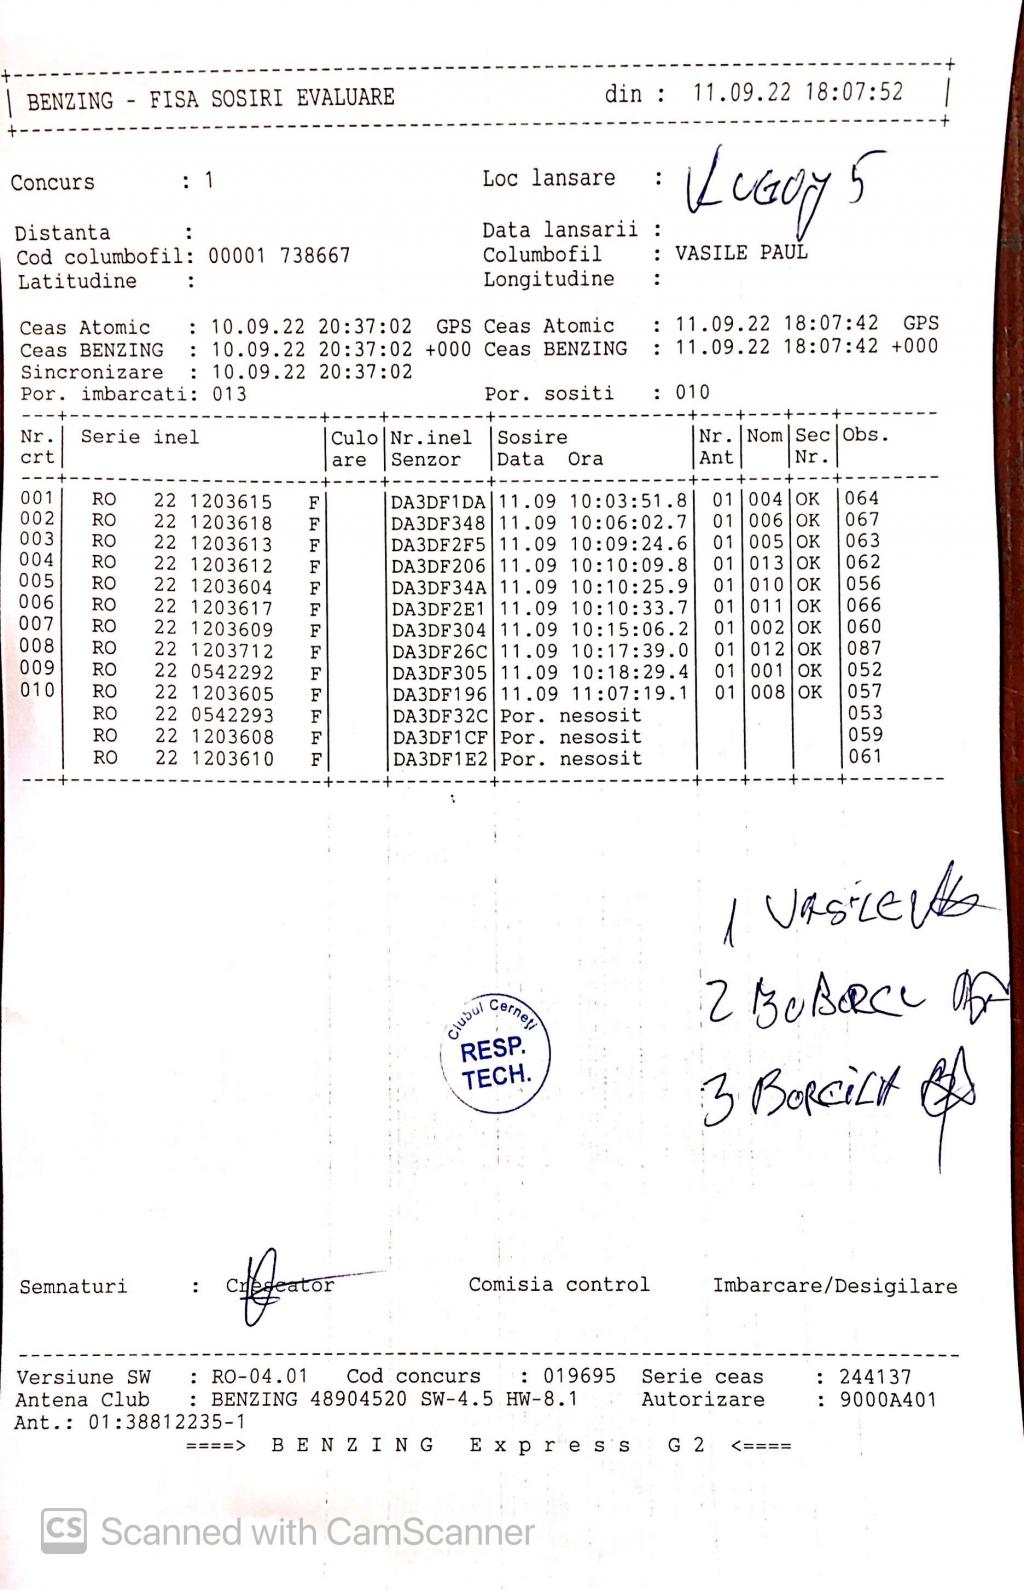 BENZING - FISA SOSIRI EVALUARE din : 11.09.22 18:07:52
Concurs : 1 Loc lansare : LUGOJ 5
Distanta : Data lansarii :
Cod columbofil: 00001 738667 Columbofil : VASILE PAUL
Latitudine : Longitudine :
Ceas Atomic : 10.09.22 20:37:02 GPS Ceas Atomic : 11.09.22 18:07:42 GPS
Ceas BENZING : 10.09.22 20:37:02 +000 Ceas BENZING : 11.09.22 18:07:42 +000
Sincronizare : 10.09.22 20:37:02
Por. imbarcati: 013 Por. sositi : 010
Nr. Serie inel Culo Nr.inel Sosire Nr. Nom Sec Obs.
crt are Senzor Data Ora Ant Nr.
001 RO 22 1203615 F DA3DF1DA 11.09 10:03:51.8 01 004 OK 064
002 RO 22 1203618 F DA3DF348 11.09 10:06:02.7 01 006 OK 067
003 RO 22 1203613 F DA3DF2F5 11.09 10:09:24.6 01 005 OK 063
004 RO 22 1203612 F DA3DF206 11.09 10:10:09.8 01 013 OK 062
005 RO 22 1203604 F DA3DF34A 11.09 10:10:25.9 01 010 OK 056
006 RO 22 1203617 F DA3DF2E1 11.09 10:10:33.7 01 011 OK 066
007 RO 22 1203609 F DA3DF304 11.09 10:15:06.2 01 002 OK 060
008 RO 22 1203712 F DA3DF26C 11.09 10:17:39.0 01 012 OK 087
009 RO 22 0542292 F DA3DF305 11.09 10:18:29.4 01 001 OK 052
010 RO 22 1203605 F DA3DF196 11.09 11:07:19.1 01 008 OK 057
RO 22 0542293 F DA3DF32C Por. nesosit 053
RO 22 1203608 F DA3DF1CF Por. nesosit 059
RO 22 1203610 F DA3DF1E2 Por. nesosit 061
1 VASILE
2
3 BORCILA
Clubul Cerneți
RESP.
TECH.
Semnaturi : Crescator Comisia control Imbarcare/Desigilare
Versiune SW : RO-04.01 Cod concurs : 019695 Serie ceas : 244137
Antena Club : BENZING 48904520 SW-4.5 HW-8.1 Autorizare : 9000A401
Ant.: 01:38812235-1
====> B E N Z I N G E x p r e s s G 2 <====
CS Scanned with CamScanner